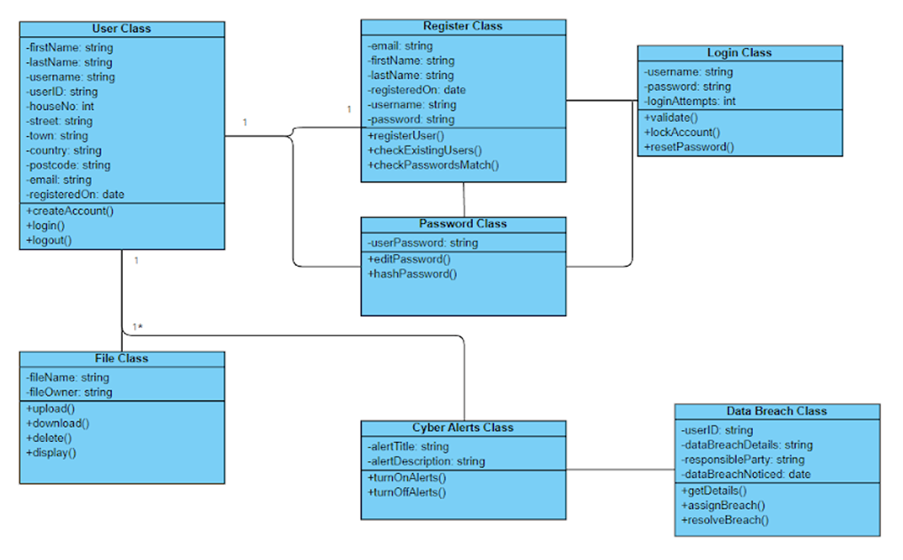 User Class
-firstName: string
-lastName: string
-username: string
-userID: string
-houseNo: int
-street: string
-town: string
-country: string
-postcode: string
-email: string
-registeredOn: date
+createAccount()
+login()
+logout()
1
1
Register Class
-email: string
-firstName: string
-lastName: string
-registeredOn: date
-username: string
-password: string
+registerUser()
+checkExistingUsers()
+checkPasswordsMatch()
Login Class
-username: string
-password: string
-loginAttempts: int
+validate()
+lockAccount()
+resetPassword()
Password Class
-userPassword: string
+editPassword()
+hashPassword()
1
1*
File Class
-fileName: string
-fileOwner: string
+upload()
+download()
+delete()
+display()
Cyber Alerts Class
-alertTitle: string
-alertDescription: string
+turnOnAlerts()
+turnOffAlerts()
Data Breach Class
-userID: string
-dataBreachDetails: string
-responsibleParty: string
-dataBreachNoticed: date
+getDetails()
+assignBreach()
+resolveBreach()